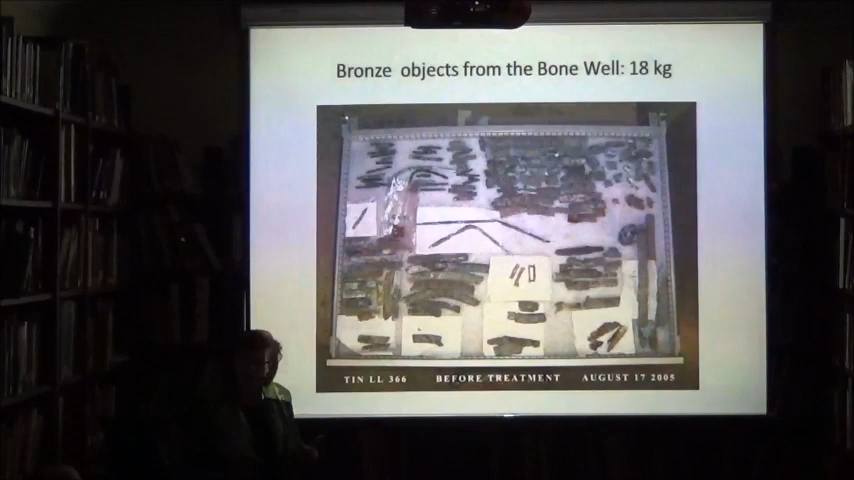 Bronze objects from the Bone Well: 18 kg
TIN LL 366 BEFORE TREATMENT AUGUST 17 2005